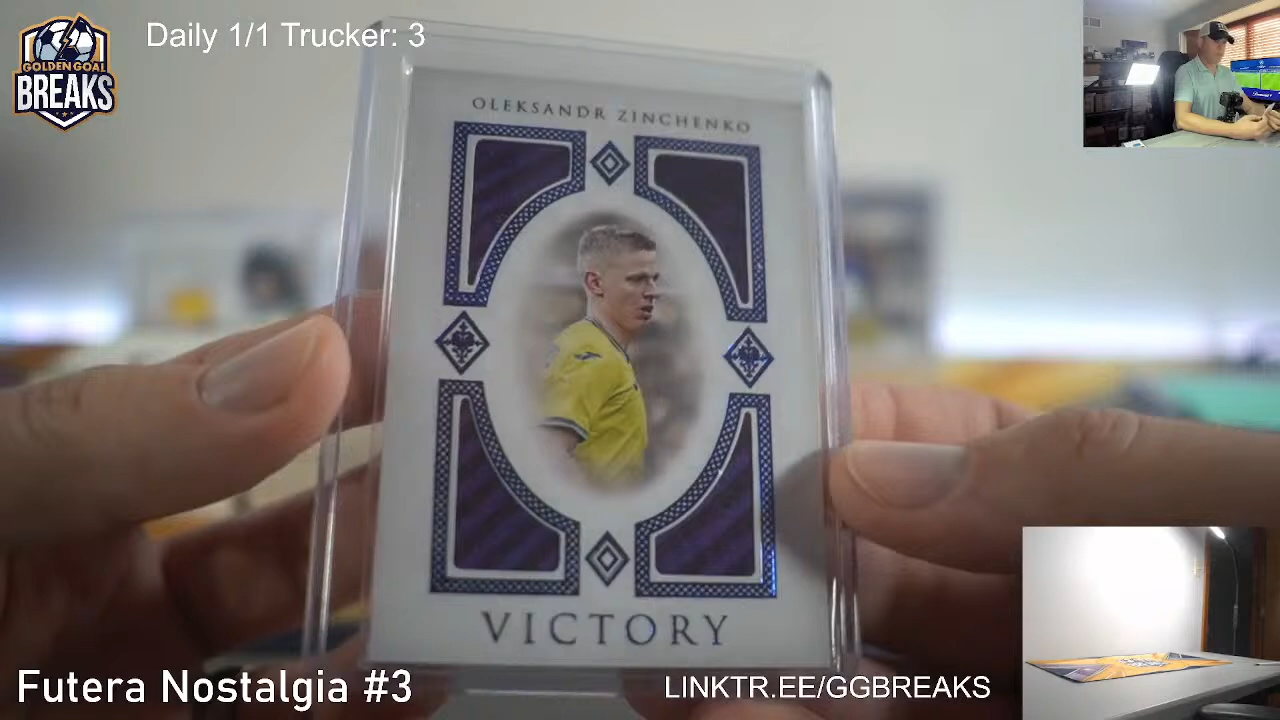 GOLDEN GOAL
BREAKS
Daily 1/1 Trucker: 3
OLEKSANDR ZINCHENKO
VICTORY
Futera Nostalgia #3
LINKTR.EE/GGBREAKS